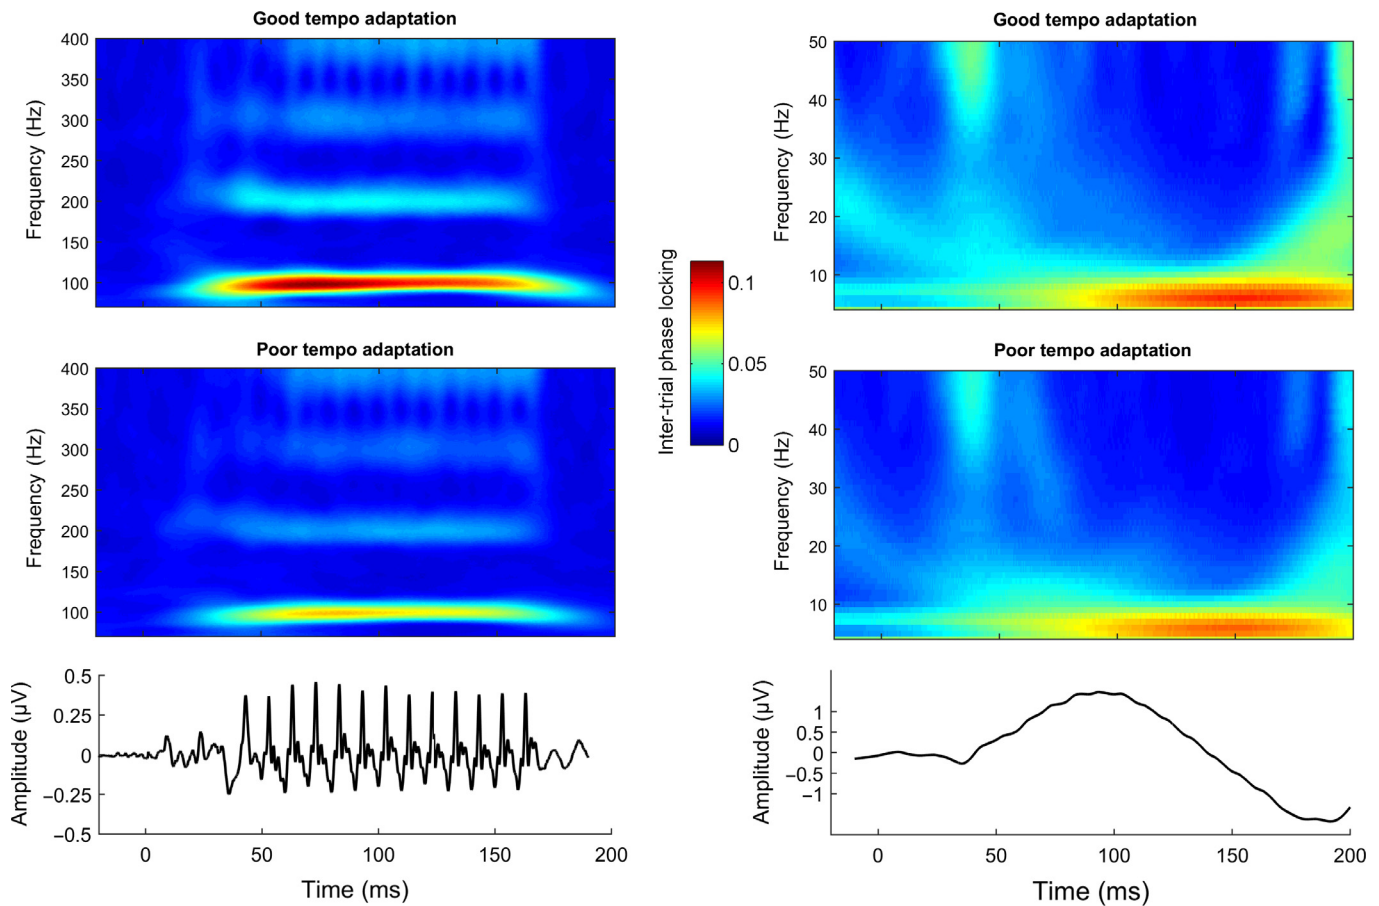 Good tempo adaptation
400
350
300
250
200
150
100
Frequency (Hz)
Good tempo adaptation
50
40
30
20
10
Frequency (Hz)
Inter-trial phase locking
0.1
0.05
0
Poor tempo adaptation
400
350
300
250
200
150
100
Frequency (Hz)
Poor tempo adaptation
50
40
30
20
10
Frequency (Hz)
0.5
0.25
0
−0.25
−0.5
Amplitude (µV)
0 50 100 150 200
Time (ms)
1
0.5
0
−0.5
−1
Amplitude (µV)
0 50 100 150 200
Time (ms)